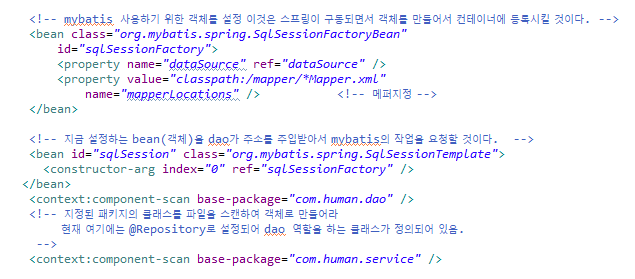 <!-- mybatis 사용하기 위한 객체를 설정 이것은 스프링이 구동되면서 객체를 만들어서 컨테이너에 등록시킬 것이다. -->
<bean class="org.mybatis.spring.SqlSessionFactoryBean"
id="sqlSessionFactory">
<property name="dataSource" ref="dataSource" />
<property value="classpath:/mapper/*Mapper.xml"
name="mapperLocations" /> <!-- 메퍼지정 -->
</bean>
<!-- 지금 설정하는 bean(객체)을 dao가 주소를 주입받아서 mybatis의 작업을 요청할 것이다. -->
<bean id="sqlSession" class="org.mybatis.spring.SqlSessionTemplate">
<constructor-arg index="0" ref="sqlSessionFactory" />
</bean>
<context:component-scan base-package="com.human.dao" />
<!-- 지정된 패키지의 클래스를 파일을 스캔하여 객체로 만들어라
현재 여기에는 @Repository로 설정되어 dao 역할을 하는 클래스가 정의되어 있음.
-->
<context:component-scan base-package="com.human.service" />